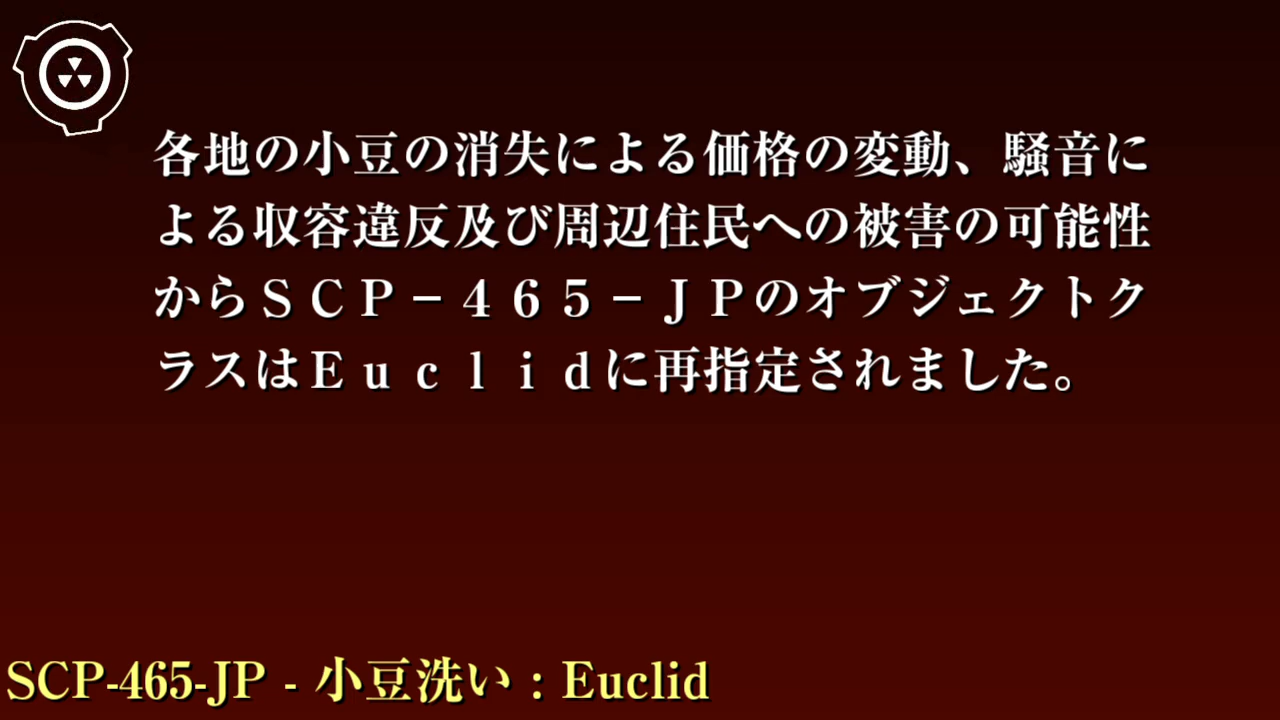 各地の小豆の消失による価格の変動、騒音に
よる収容違反及び周辺住民への被害の可能性
からＳＣＰ－４６５－ＪＰのオブジェクトク
ラスはＥｕｃｌｉｄに再指定されました。
SCP-465-JP - 小豆洗い : Euclid